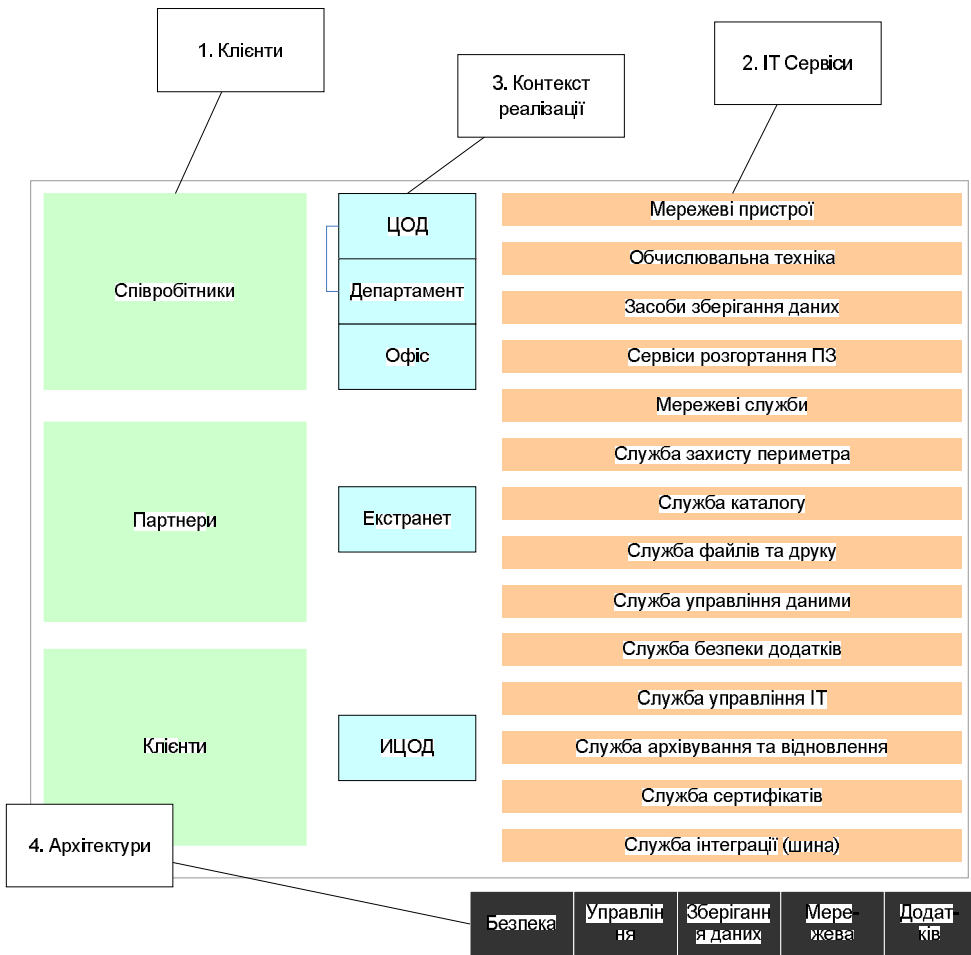 1. Клієнти
3. Контекст
реалізації
2. ІТ Сервіси
Співробітники
Партнери
Клієнти
ЦОД
Департамент
Офіс
Екстранет
ИЦОД
Мережеві пристрої
Обчислювальна техніка
Засоби зберігання даних
Сервіси розгортання ПЗ
Мережеві служби
Служба захисту периметра
Служба каталогу
Служба файлів та друку
Служба управління даними
Служба безпеки додатків
Служба управління ІТ
Служба архівування та відновлення
Служба сертифікатів
Служба інтеграції (шина)
4. Архітектури
Безпека
Управлін
ня
Зберіганн
я даних
Мере-
жева
Додат-
ків